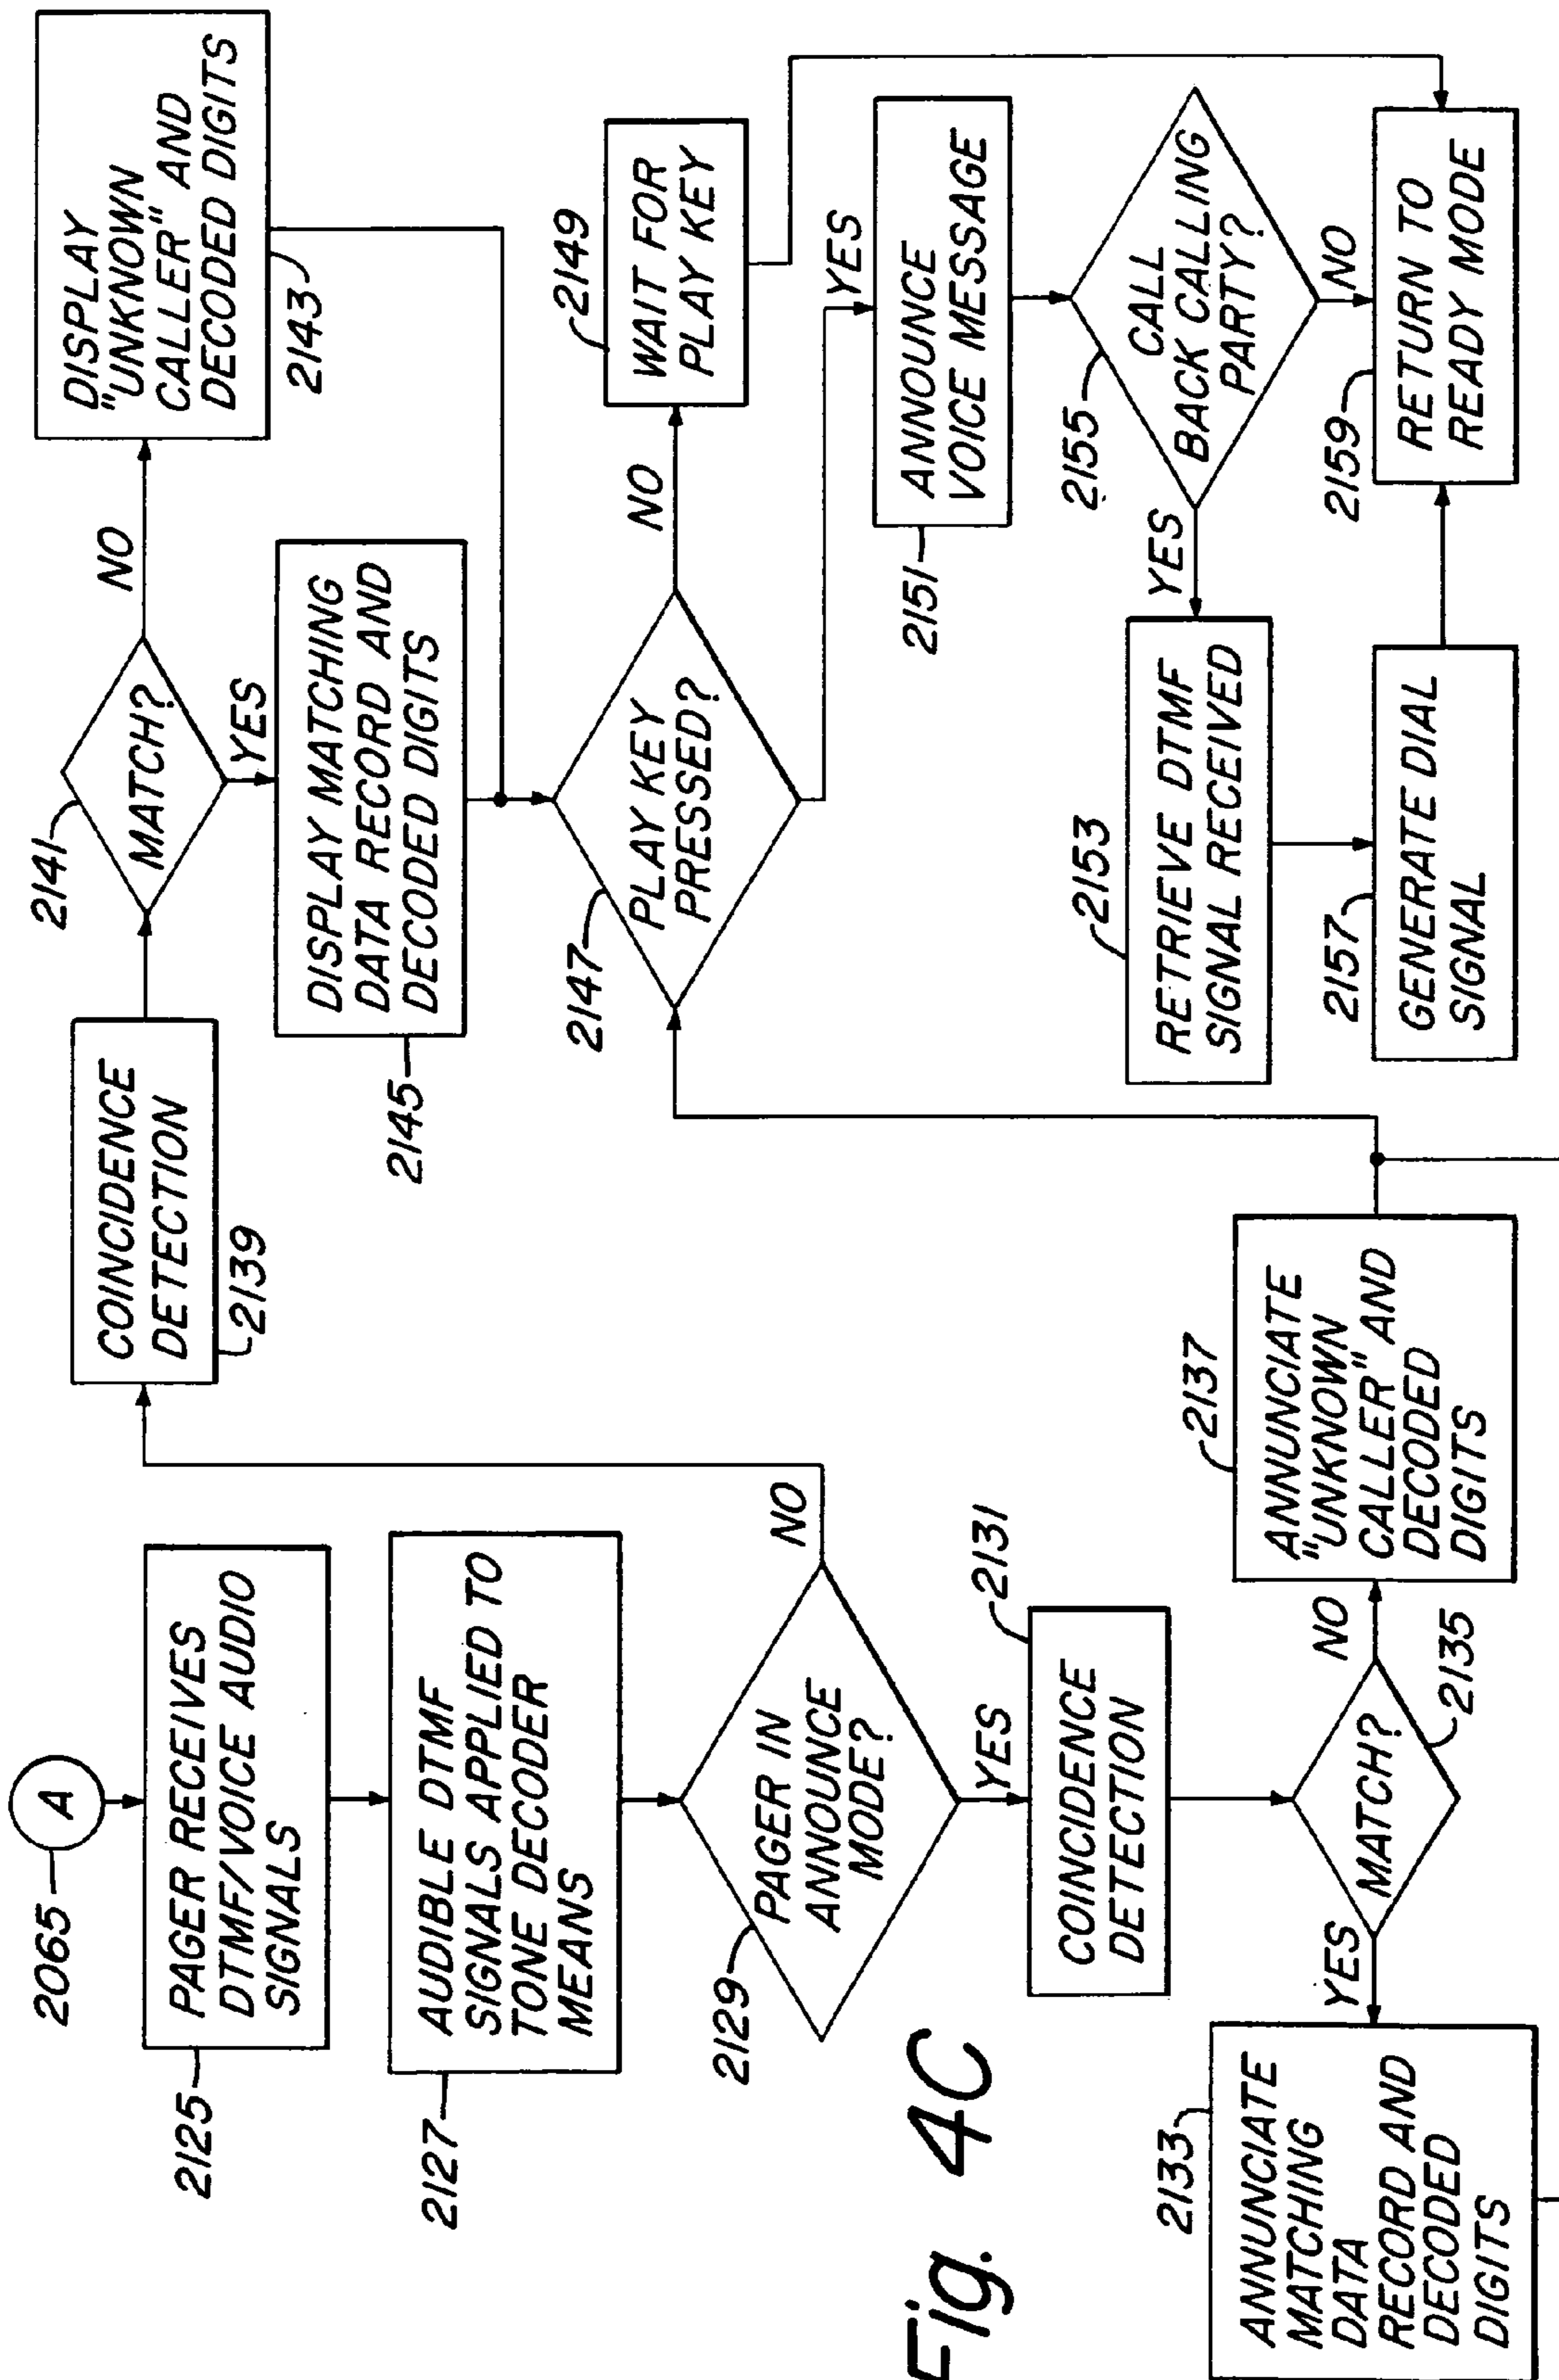 2065
A
2125
PAGER RECEIVES
DTMF/VOICE AUDIO
SIGNALS
2127
AUDIBLE DTMF
SIGNALS APPLIED TO
TONE DECODER
MEANS
2129
PAGER IN
ANNOUNCE
MODE?
NO
YES
2131
COINCIDENCE
DETECTION
MATCH?
2135
YES
NO
2133
ANNUNCIATE
MATCHING
DATA
RECORD AND
DECODED
DIGITS
2137
ANNUNCIATE
"UNKNOWN
CALLER" AND
DECODED
DIGITS
COINCIDENCE
DETECTION
2139
2141
MATCH?
NO
YES
DISPLAY
"UNKNOWN
CALLER" AND
DECODED DIGITS
2143
DISPLAY MATCHING
DATA RECORD AND
DECODED DIGITS
2145
2147
PLAY KEY
PRESSED?
NO
YES
2149
WAIT FOR
PLAY KEY
2151
ANNOUNCE
VOICE MESSAGE
2155
CALL
BACK CALLING
PARTY?
YES
NO
2153
RETRIEVE DTMF
SIGNAL RECEIVED
2157
GENERATE DIAL
SIGNAL
2159
RETURN TO
READY MODE
Fig. 4C